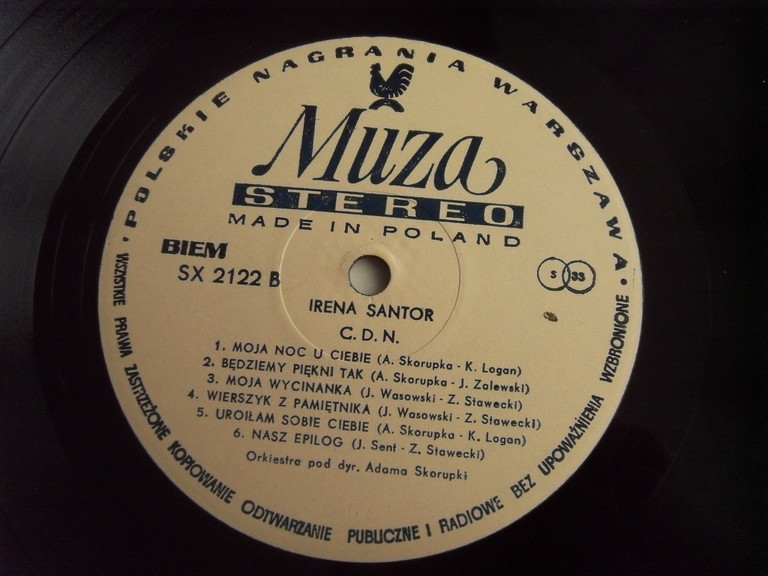 POLSKIE NAGRANIA WARSZAWA
Muza
STEREO
MADE IN POLAND
BIEM
SX 2122 B
S 33
IRENA SANTOR
C. D. N.
1. MOJA NOC U CIEBIE (A. Skorupka - K. Logan)
2. BĘDZIEMY PIĘKNI TAK (A. Skorupka - J. Zalewski)
3. MOJA WYCINANKA (J. Wasowski - Z. Stawecki)
4. WIERSZYK Z PAMIĘTNIKA (J. Wasowski - Z. Stawecki)
5. UROIŁAM SOBIE CIEBIE (A. Skorupka - K. Logan)
6. NASZ EPILOG (J. Sent - Z. Stawecki)
Orkiestra pod dyr. Adama Skorupki
WSZYSTKIE PRAWA ZASTRZEŻONE KOPIOWANIE ODTWARZANIE PUBLICZNE I RADIOWE BEZ UPOWAŻNIENIA WZBRONIONE